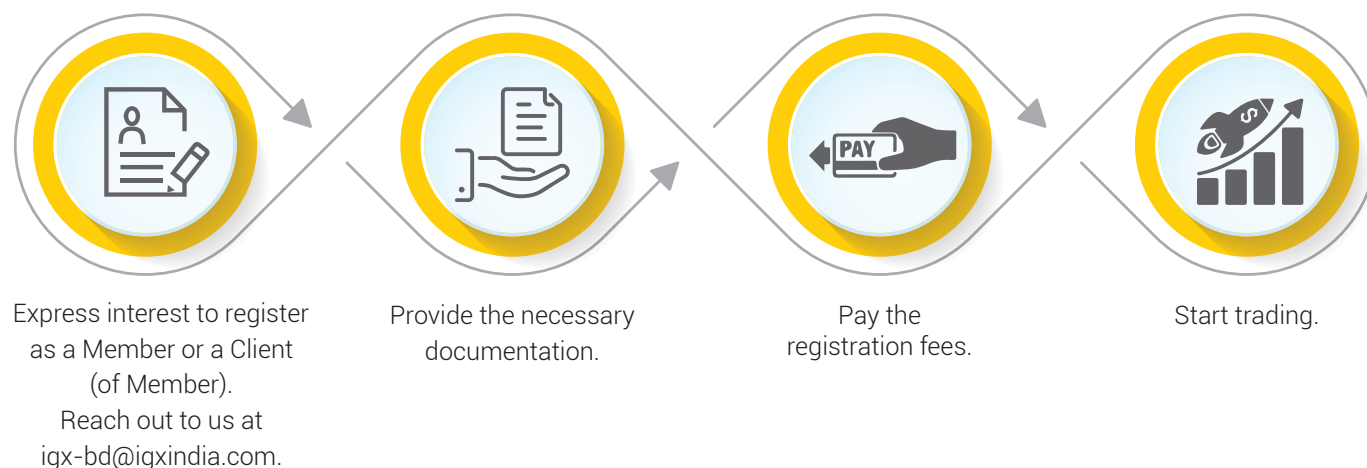 PAY
Express interest to register
as a Member or a Client
(of Member).
Reach out to us at
igx-bd@igxindia.com.
Provide the necessary
documentation.
Pay the
registration fees.
$
Start trading.